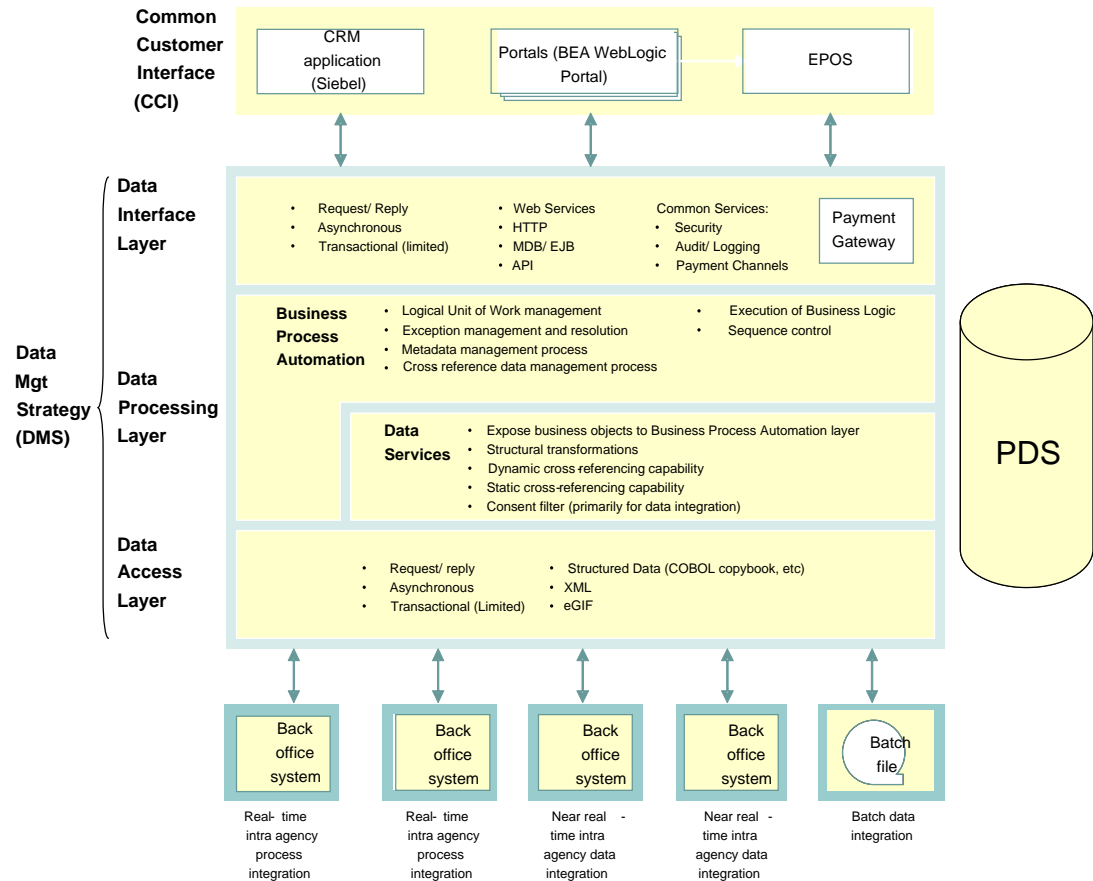 Common
Customer
Interface
(CCI)
CRM
application
(Siebel)
Portals (BEA WebLogic
Portal)
EPOS
Data
Interface
Layer
• Request/ Reply
• Asynchronous
• Transactional (limited)
• Web Services
• HTTP
• MDB/ EJB
• API
Common Services:
• Security
• Audit/ Logging
• Payment Channels
Payment
Gateway
Data
Mgt
Strategy
(DMS)
Data
Processing
Layer
Business
Process
Automation
• Logical Unit of Work management
• Exception management and resolution
• Metadata management process
• Cross reference data management process
• Execution of Business Logic
• Sequence control
Data
Services
• Expose business objects to Business Process Automation layer
• Structural transformations
• Dynamic cross-referencing capability
• Static cross-referencing capability
• Consent filter (primarily for data integration)
PDS
Data
Access
Layer
• Request/ reply
• Asynchronous
• Transactional (Limited)
• Structured Data (COBOL copybook, etc)
• XML
• eGIF
Back
office
system
Back
office
system
Back
office
system
Back
office
system
Batch
file
Real- time
intra agency
process
integration
Real- time
intra agency
process
integration
Near real -
time intra
agency data
integration
Near real -
time intra
agency data
integration
Batch data
integration